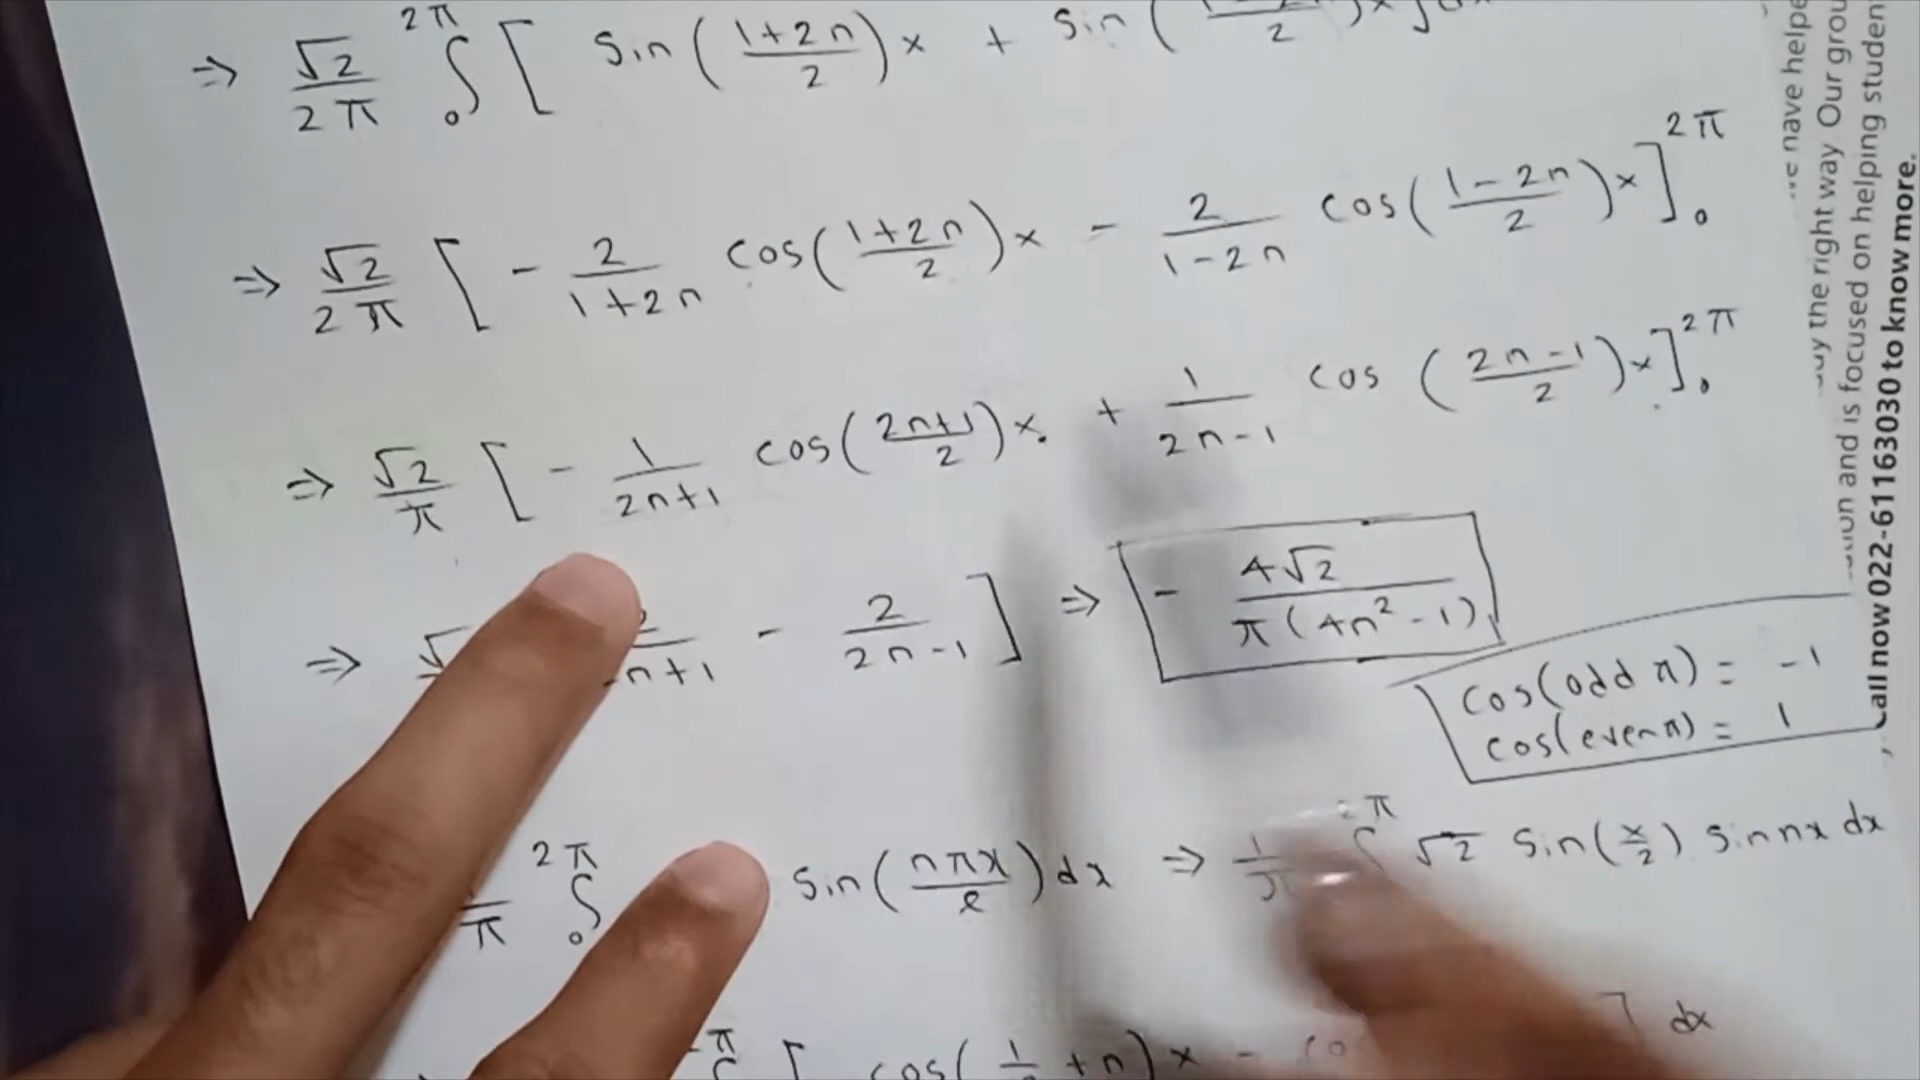 ⇒ √2/2π ∫₀^2π [ Sin((1+2n)/2)x + Sin(
⇒ √2/2π [ - 2/(1+2n) cos((1+2n)/2)x - 2/(1-2n) cos((1-2n)/2)x ]₀^2π
⇒ √2/π [ - 1/(2n+1) cos((2n+1)/2)x + 1/(2n-1) cos((2n-1)/2)x ]₀^2π
⇒ 2/ n+1 - 2/(2n-1) ] ⇒ - 4√2/π(4n²-1)
cos(odd π) = -1
cos(even π) = 1
π ∫₀^2π Sin(nπx/l)dx ⇒ 1/π ∫ π √2 Sin(x/2) sin nx dx
π [ cos( 1 + n)x - dx
have helpe
the right way. Our grou
and is focused on helping studen
all now 022-61163030 to know more.